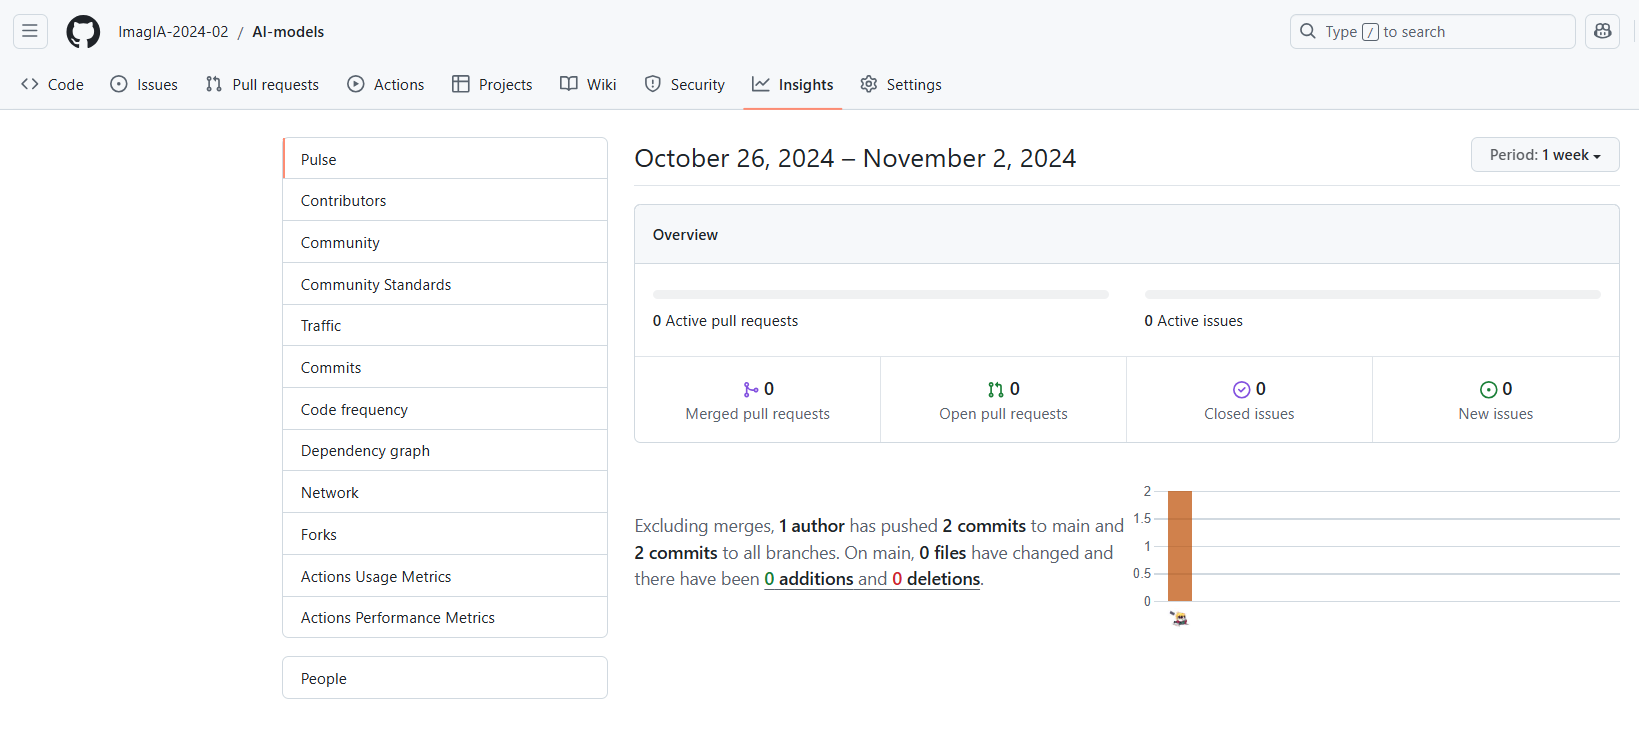 ImagIA-2024-02 / AI-models
Type / to search
Code Issues Pull requests Actions Projects Wiki Security Insights Settings
Pulse
Contributors
Community
Community Standards
Traffic
Commits
Code frequency
Dependency graph
Network
Forks
Actions Usage Metrics
Actions Performance Metrics
People
October 26, 2024 – November 2, 2024
Period: 1 week
Overview
0 Active pull requests
0 Active issues
0
Merged pull requests
0
Open pull requests
0
Closed issues
0
New issues
Excluding merges, 1 author has pushed 2 commits to main and
2 commits to all branches. On main, 0 files have changed and
there have been 0 additions and 0 deletions.
2
1.5
1
0.5
0